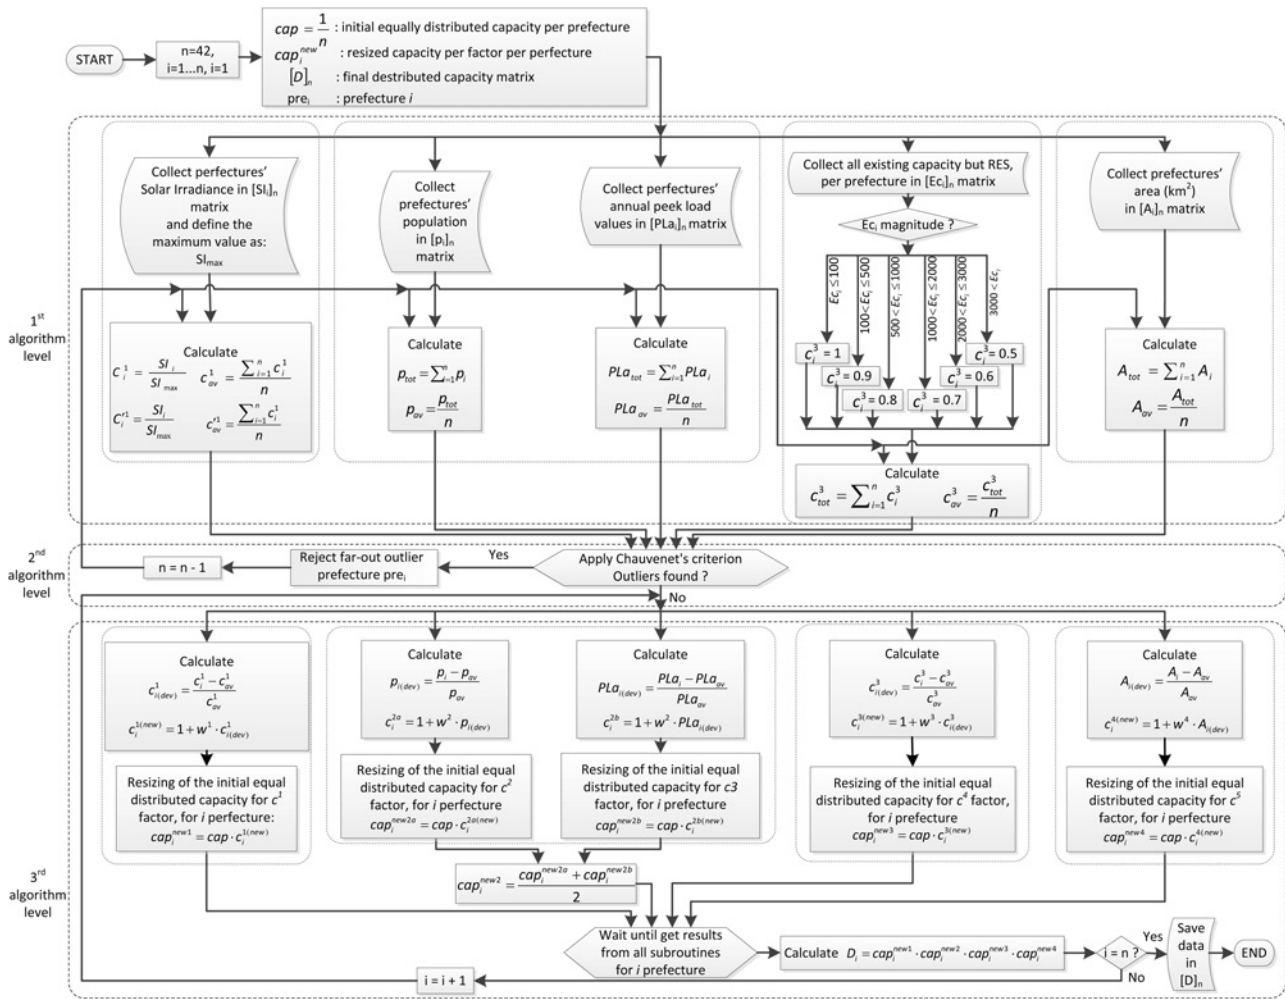 START
n=42,
i=1...n, i=1
cap = 1/n : initial equally distributed capacity per prefecture
cap_i^new : resized capacity per factor per perfecture
[D]_n : final destributed capacity matrix
pre_i : prefecture i
1st
algorithm
level
Collect perfectures'
Solar Irradiance in [SI_i]_n
matrix
and define the
maximum value as:
SI_max
Collect
prefectures'
population
in [p_i]_n
matrix
Collect perfectures'
annual peek load
values in [PLa_i]_n matrix
Collect all existing capacity but RES,
per prefecture in [Ec_i]_n matrix
Ec_i magnitude ?
Collect prefectures'
area (km²)
in [A_i]_n matrix
Ec_i ≤100
100 < Ec_i ≤500
500 < Ec_i ≤1000
1000 < Ec_i ≤2000
2000 < Ec_i ≤3000
3000 < Ec_i
c_i^3 = 1
c_i^3 = 0.9
c_i^3 = 0.8
c_i^3 = 0.7
c_i^3 = 0.6
c_i^3 = 0.5
Calculate
C_i^1 = SI_i / SI_max c_av^1 = ∑_{i=1}^n c_i^1 / n
C_i^r1 = SI_i / SI_max c_av^r1 = ∑_{i=1}^n c_i^1 / n
Calculate
p_tot = ∑_{i=1}^n p_i
p_av = p_tot / n
Calculate
PLa_tot = ∑_{i=1}^n PLa_i
PLa_av = PLa_tot / n
Calculate
c_tot^3 = ∑_{i=1}^n c_i^3 c_av^3 = c_tot^3 / n
Calculate
A_tot = ∑_{i=1}^n A_i
A_av = A_tot / n
2nd
algorithm
level
n = n - 1
Reject far-out outlier
prefecture pre_i
Yes
Apply Chauvenet's criterion
Outliers found ?
No
3rd
algorithm
level
Calculate
c_i(dev)^1 = (c_i^1 − c_av^1) / c_av^1
c_i^1(new) = 1 + w^1 · c_i(dev)^1
Calculate
p_i(dev) = (p_i − p_av) / p_av
c_i^2a = 1 + w^2 · p_i(dev)
Calculate
PLa_i(dev) = (PLa_i − PLa_av) / PLa_av
c_i^2b = 1 + w^2 · PLa_i(dev)
Calculate
c_i(dev)^3 = (c_i^3 − c_av^3) / c_av^3
c_i^3(new) = 1 + w^3 · c_i(dev)^3
Calculate
A_i(dev) = (A_i − A_av) / A_av
c_i^4(new) = 1 + w^4 · A_i(dev)
Resizing of the initial equal
distributed capacity for c^1
factor, for i perfecture:
cap_i^new1 = cap · c_i^1(new)
Resizing of the initial equal
distributed capacity for c^2
factor, for i perfecture
cap_i^new2a = cap · c_i^2a(new)
Resizing of the initial equal
distributed capacity for c3
factor, for i prefecture
cap_i^new2b = cap · c_i^2b(new)
Resizing of the initial equal
distributed capacity for c^4 factor,
for i prefecture
cap_i^new3 = cap · c_i^3(new)
Resizing of the initial equal
distributed capacity for c^5
factor, for i prefecture
cap_i^new4 = cap · c_i^4(new)
cap_i^new2 = (cap_i^new2a + cap_i^new2b) / 2
Wait until get results
from all subroutines
for i prefecture
Calculate D_i = cap_i^new1 · cap_i^new2 · cap_i^new3 · cap_i^new4
i = n ?
Yes
No
Save
data
in
[D]_n
END
i = i + 1